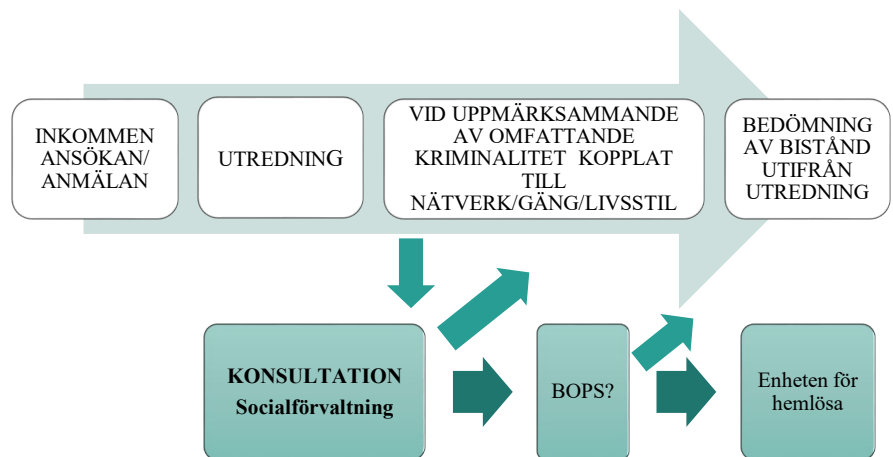 INKOMMEN
ANSÖKAN/
ANMÄLAN
UTREDNING
VID UPPMÄRKSAMMANDE
AV OMFATTANDE
KRIMINALITET KOPPLAT
TILL
NÄTVERK/GÄNG/LIVSSTIL
BEDÖMNING
AV BISTÅND
UTIFRÅN
UTREDNING
KONSULTATION
Socialförvaltning
BOPS?
Enheten för
hemlösa